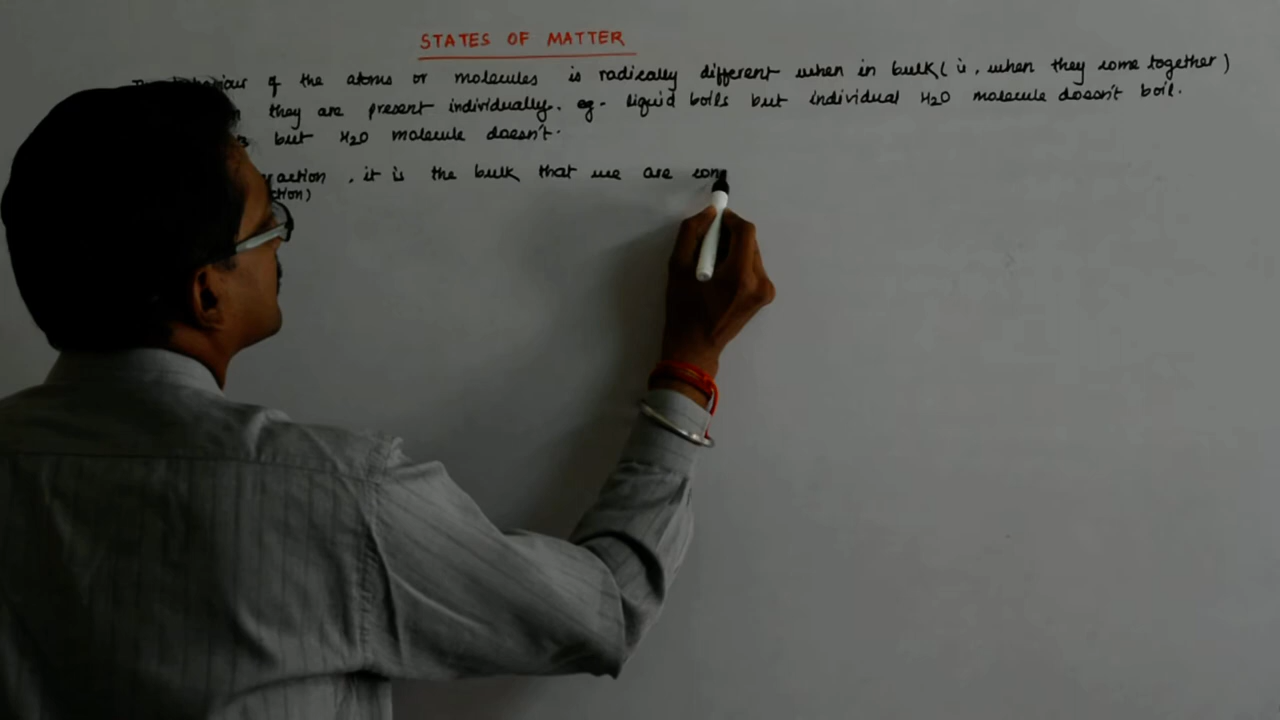 STATES OF MATTER
of the atoms or molecules is radically different when in bulk ( ie, when they come together )
they are present individually. eg - liquid boils but individual H2O molecule doesn't boil.
but H2O molecule doesn't.
, it is the bulk that we are con